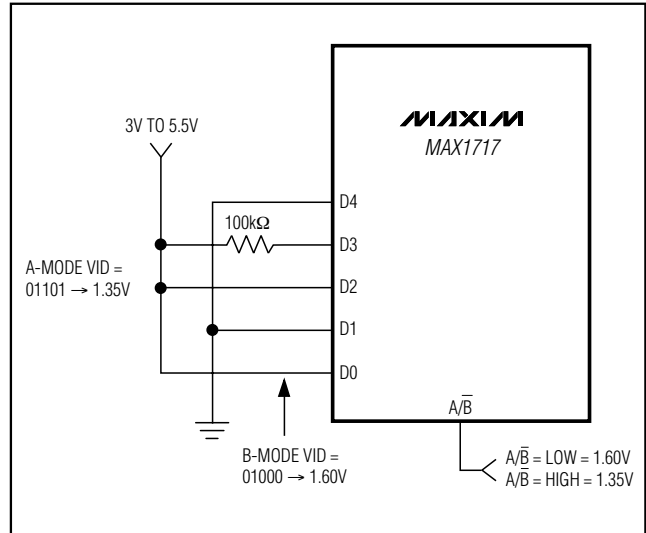 MAXIM
MAX1717
3V TO 5.5V
D4
100kΩ
D3
A-MODE VID =
01101 → 1.35V
D2
D1
D0
A/B̅
B-MODE VID =
01000 → 1.60V
A/B̅ = LOW = 1.60V
A/B̅ = HIGH = 1.35V